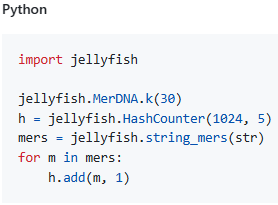 Python
import jellyfish
jellyfish.MerDNA.k(30)
h = jellyfish.HashCounter(1024, 5)
mers = jellyfish.string_mers(str)
for m in mers:
    h.add(m, 1)